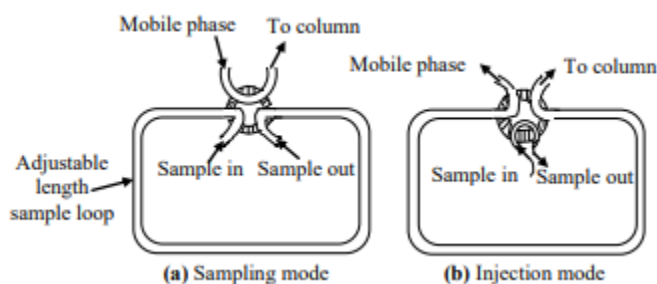 Mobile phase
To column
Adjustable
length
sample loop
Sample in
Sample out
(a) Sampling mode
Mobile phase
To column
Sample in
Sample out
(b) Injection mode